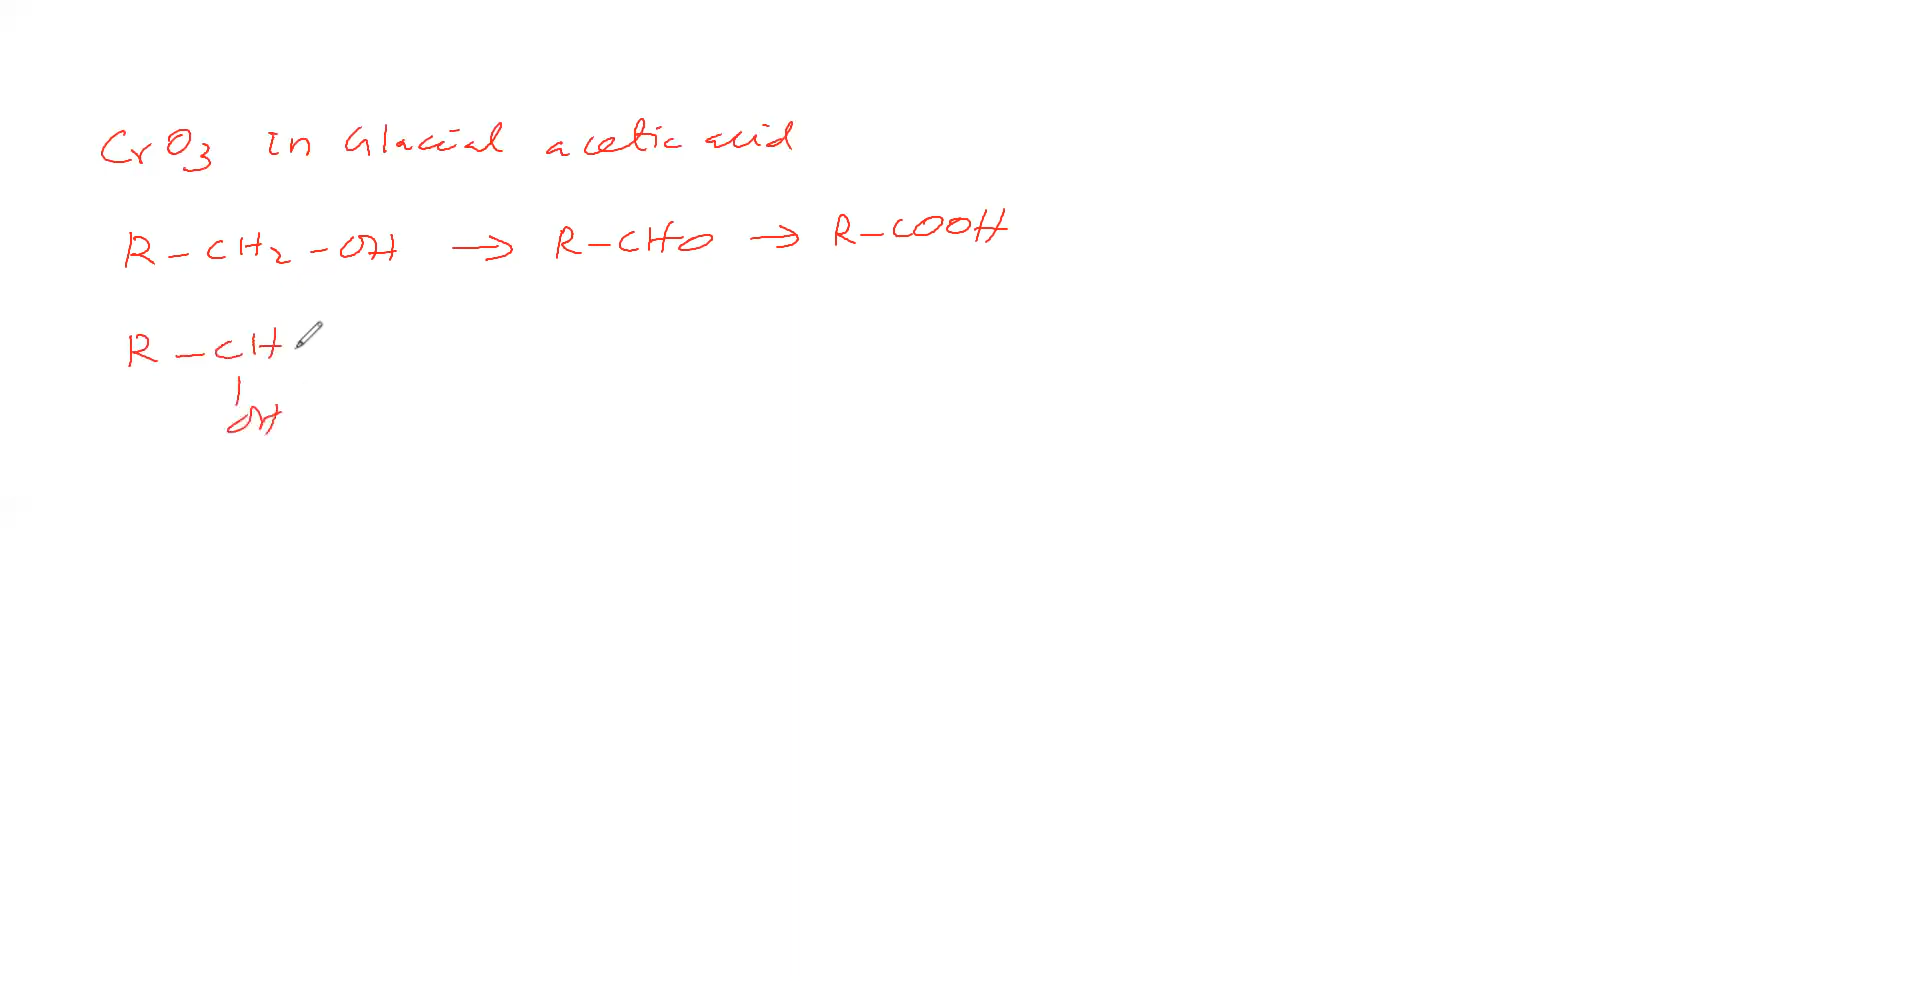 CrO3 in Glacial acetic acid
R - CH2 - OH → R - CHO → R - COOH
R - CH
|
OH